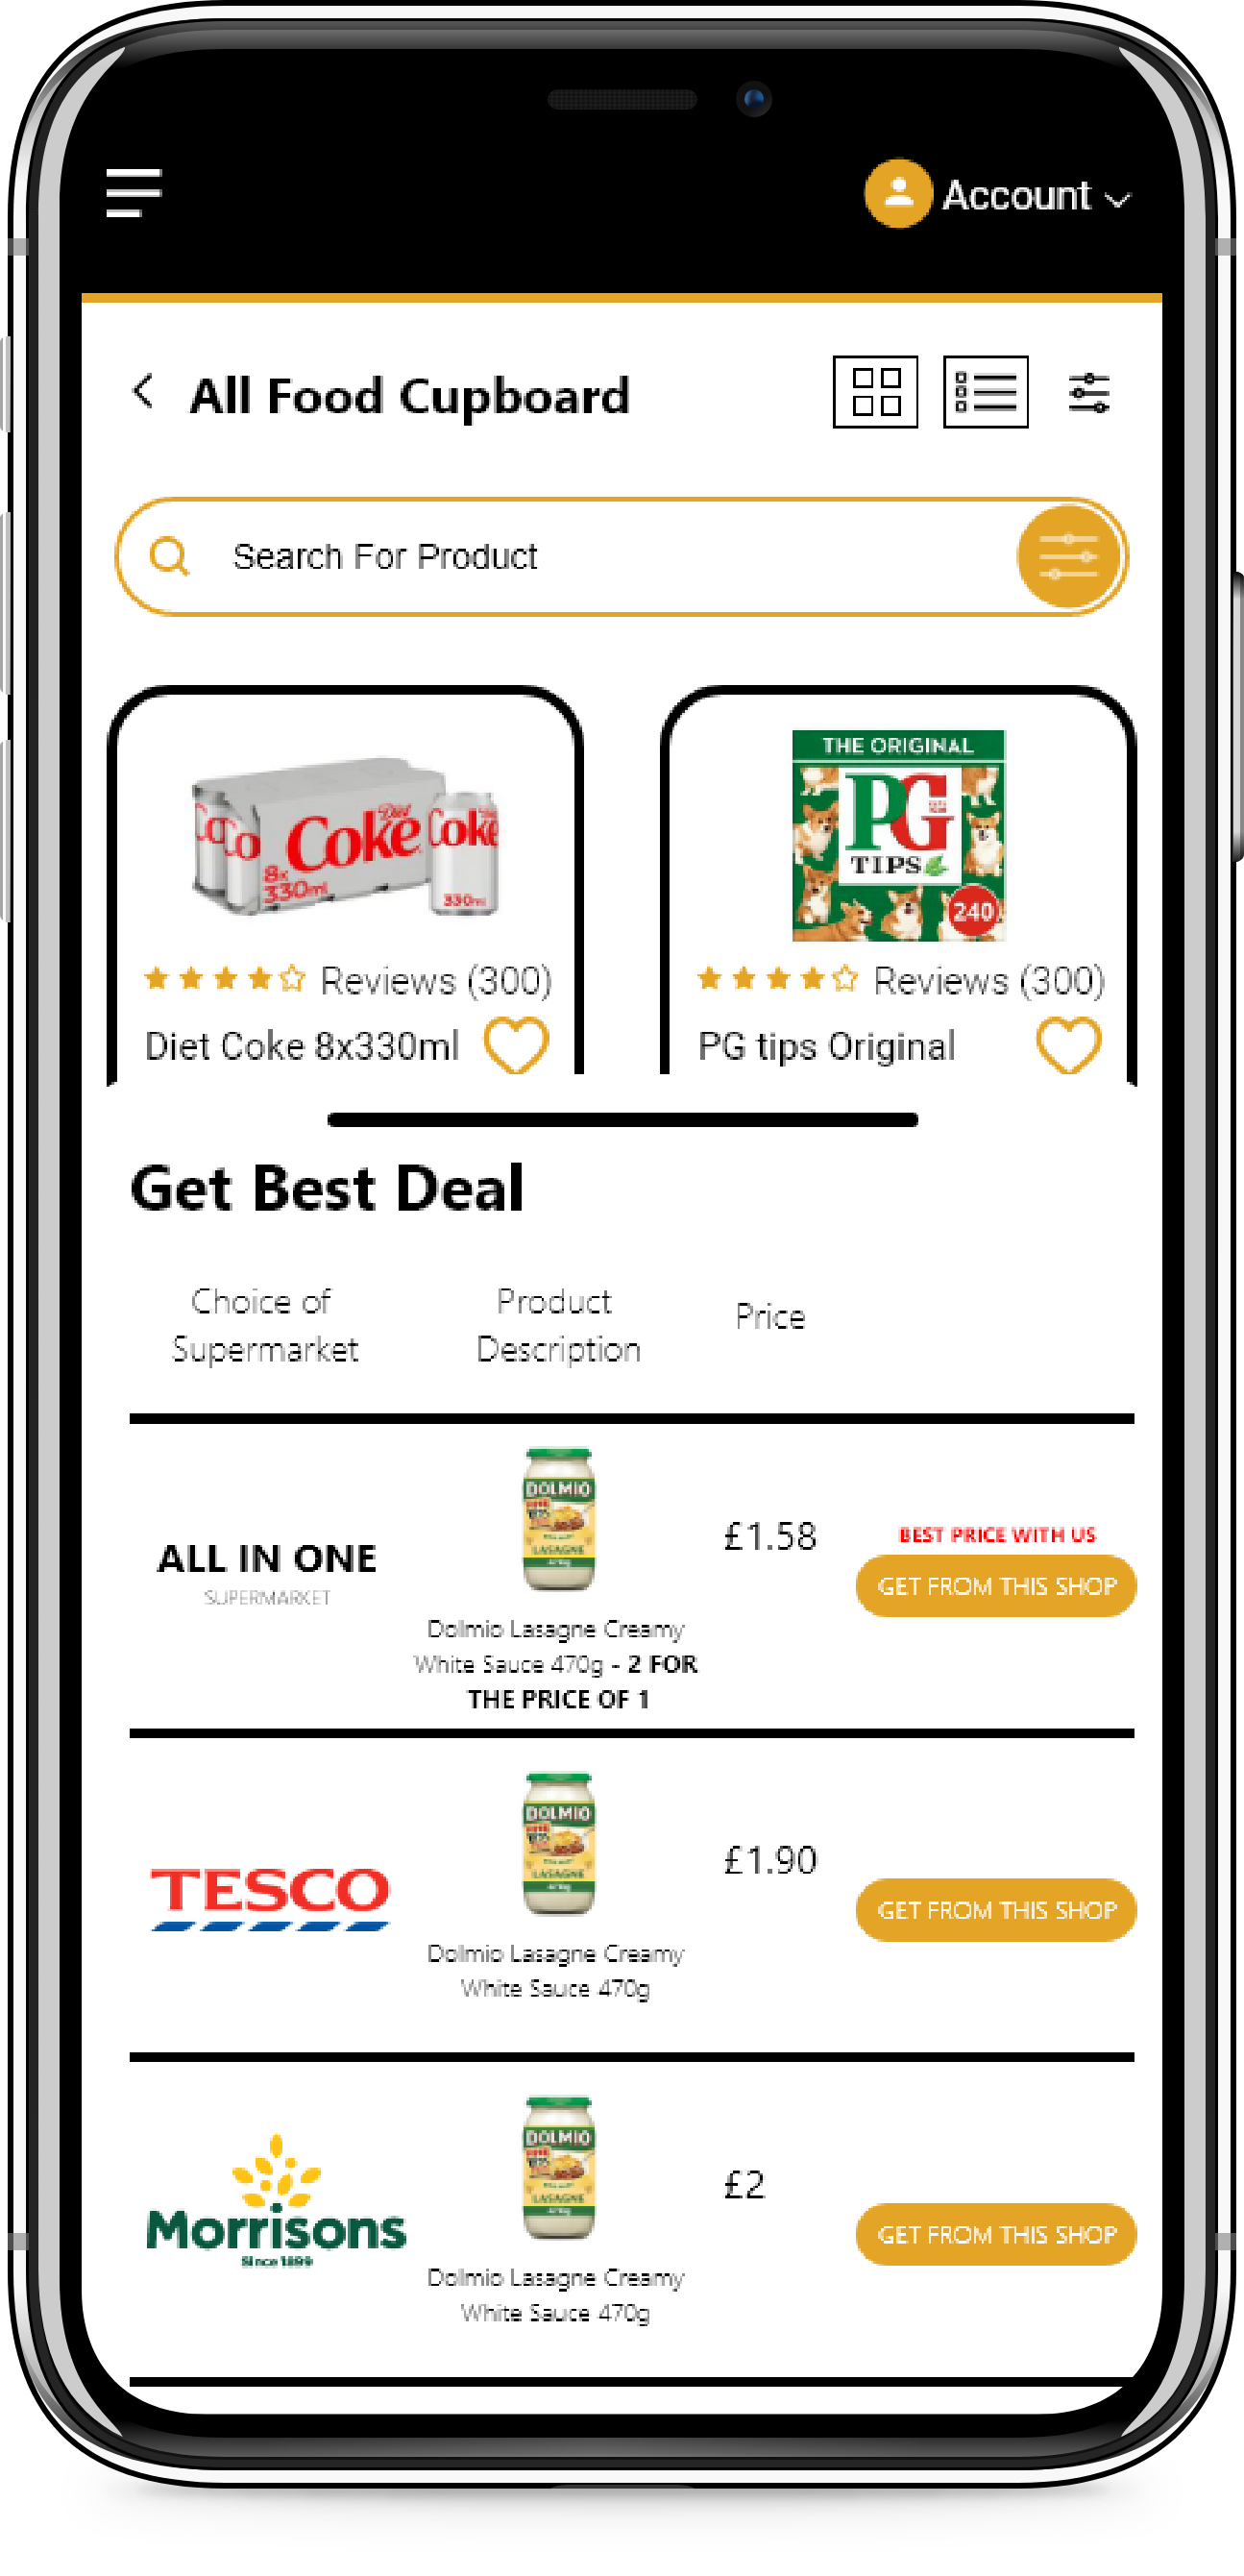 Account
All Food Cupboard
Search For Product
Coke
Diet
8x
330ml
Coke
330ml
THE ORIGINAL
PG
TIPS
240
Reviews (300)
Reviews (300)
Diet Coke 8x330ml
PG tips Original
Get Best Deal
Choice of
Supermarket
Product
Description
Price
ALL IN ONE
SUPERMARKET
DOLMIO
LASAGNE
Dolmio Lasagne Creamy
White Sauce 470g - 2 FOR
THE PRICE OF 1
£1.58
BEST PRICE WITH US
GET FROM THIS SHOP
TESCO
DOLMIO
LASAGNE
Dolmio Lasagne Creamy
White Sauce 470g
£1.90
GET FROM THIS SHOP
Morrisons
Since 1899
DOLMIO
LASAGNE
Dolmio Lasagne Creamy
White Sauce 470g
£2
GET FROM THIS SHOP